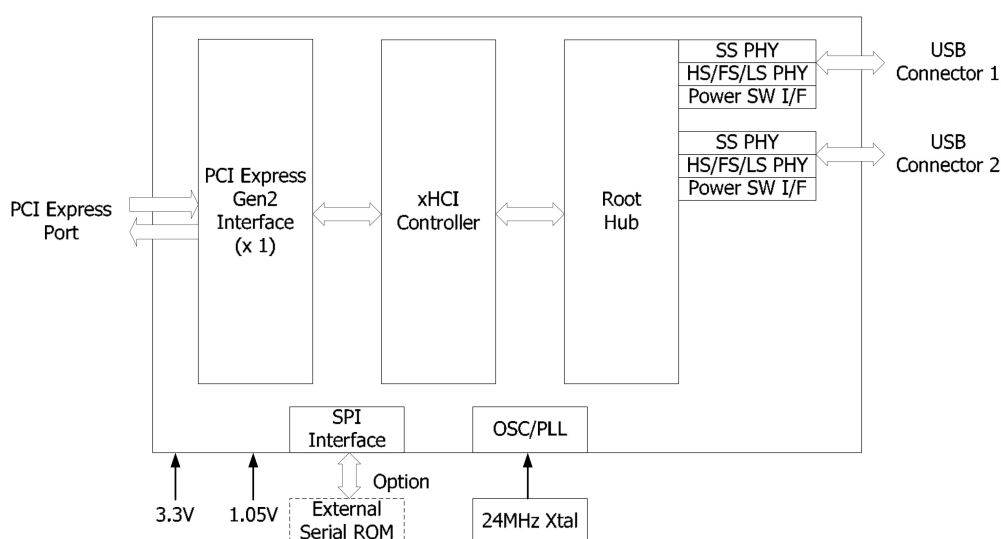 SS PHY
HS/FS/LS PHY
Power SW I/F
USB
Connector 1
SS PHY
HS/FS/LS PHY
Power SW I/F
USB
Connector 2
PCI Express
Port
PCI Express
Gen2
Interface
(x 1)
xHCI
Controller
Root
Hub
SPI
Interface
OSC/PLL
Option
3.3V
1.05V
External
Serial ROM
24MHz Xtal